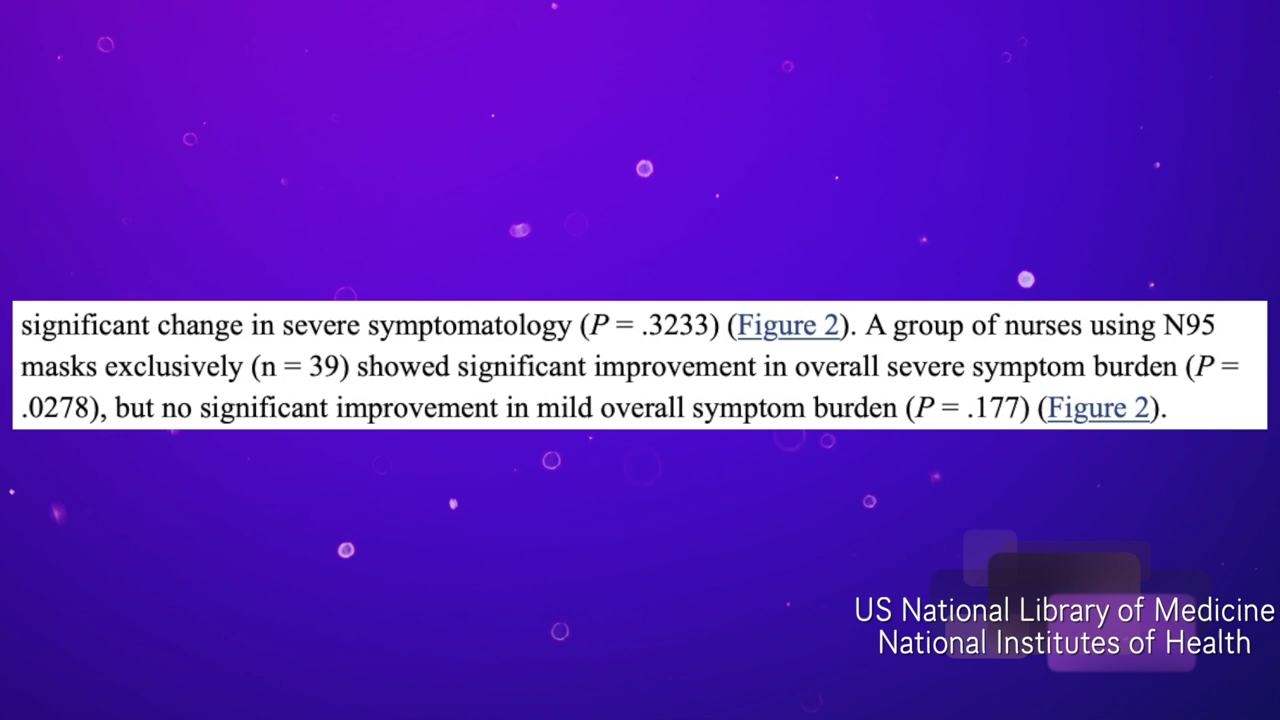 significant change in severe symptomatology (P = .3233) (Figure 2). A group of nurses using N95
masks exclusively (n = 39) showed significant improvement in overall severe symptom burden (P =
.0278), but no significant improvement in mild overall symptom burden (P = .177) (Figure 2).
US National Library of Medicine
National Institutes of Health